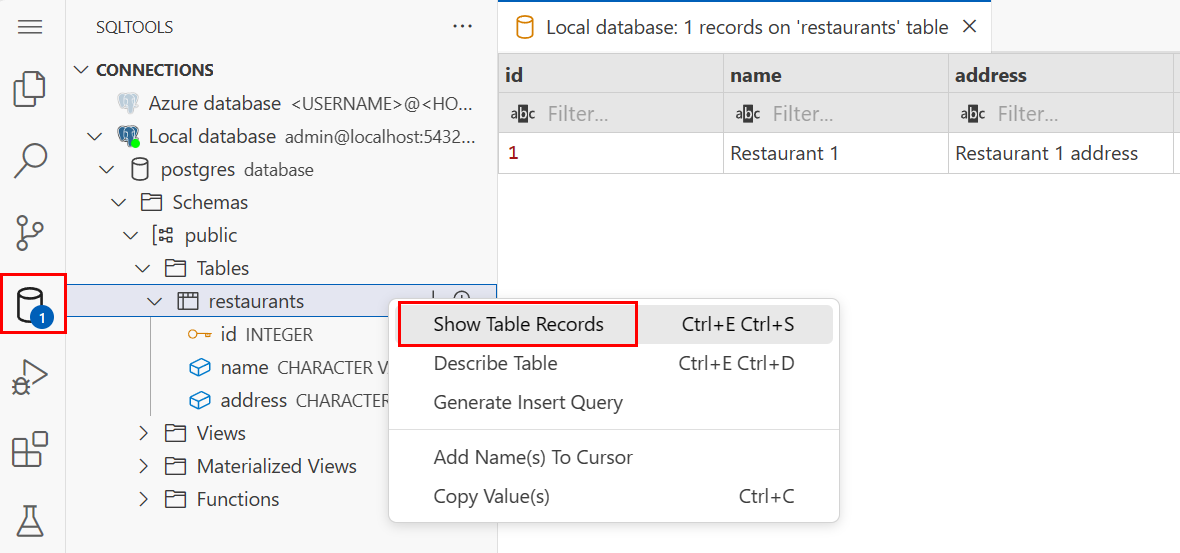 SQLTOOLS
CONNECTIONS
Azure database <USERNAME>@<HO...
Local database admin@localhost:5432...
postgres database
Schemas
public
Tables
restaurants
id INTEGER
name CHARACTER V
address CHARACTER
Views
Materialized Views
Functions
1
Show Table Records Ctrl+E Ctrl+S
Describe Table Ctrl+E Ctrl+D
Generate Insert Query
Add Name(s) To Cursor
Copy Value(s) Ctrl+C
Local database: 1 records on 'restaurants' table
id name address
abc Filter... abc Filter... abc Filter...
1 Restaurant 1 Restaurant 1 address